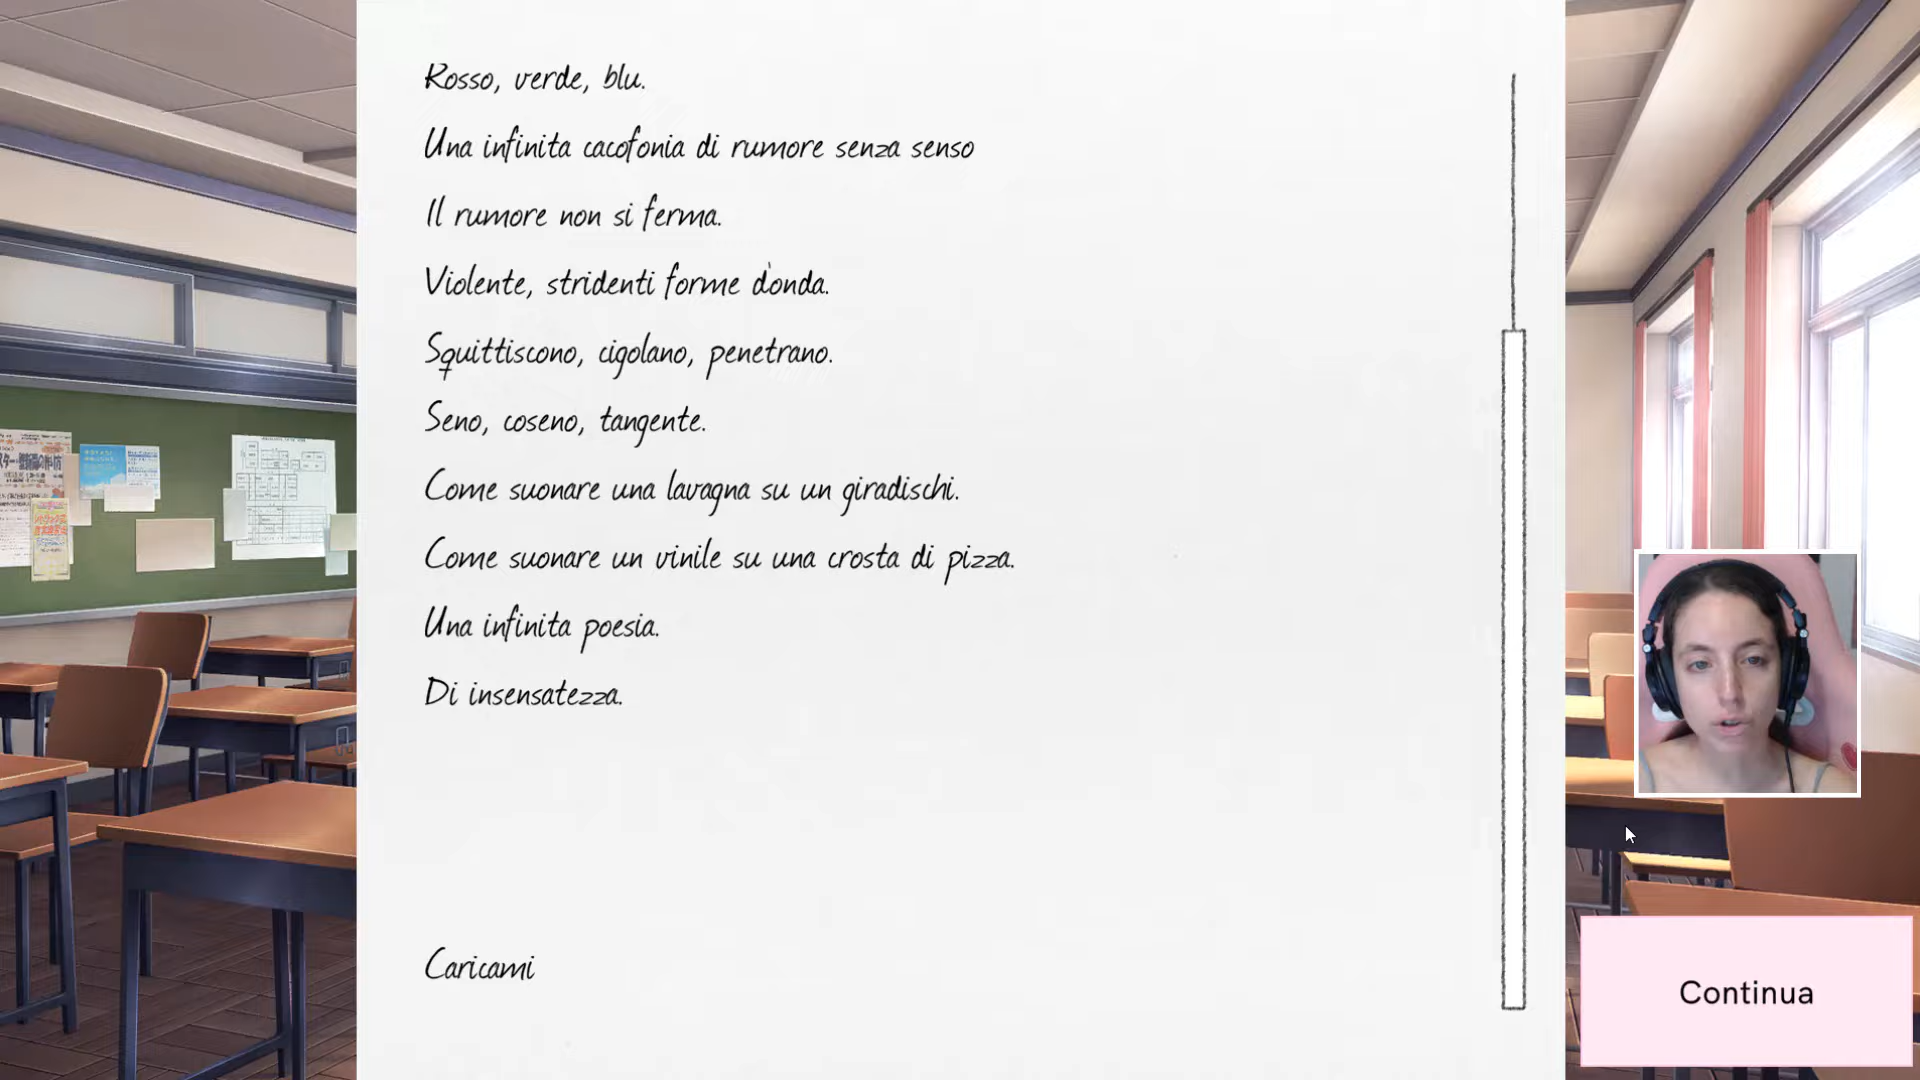 Rosso, verde, blu.
Una infinita cacofonia di rumore senza senso
Il rumore non si ferma.
Violente, stridenti forme d'onda.
Squittiscono, cigolano, penetrano.
Seno, coseno, tangente.
Come suonare una lavagna su un giradischi.
Come suonare un vinile su una crosta di pizza.
Una infinita poesia.
Di insensatezza.
Caricami
Continua